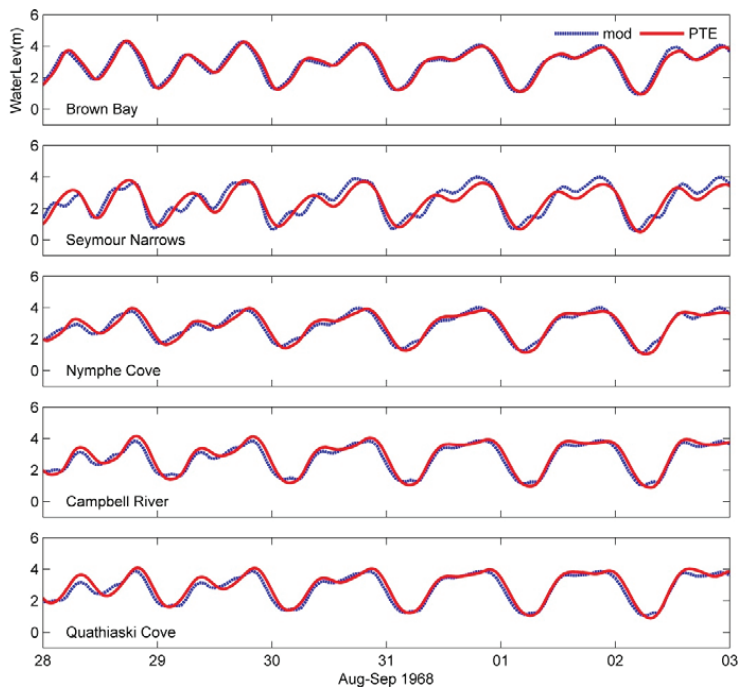 mod PTE
WaterLev(m)
6
4
2
0
Brown Bay
6
4
2
0
Seymour Narrows
6
4
2
0
Nymphe Cove
6
4
2
0
Campbell River
6
4
2
0
Quathiaski Cove
28 29 30 31 01 02 03
Aug-Sep 1968